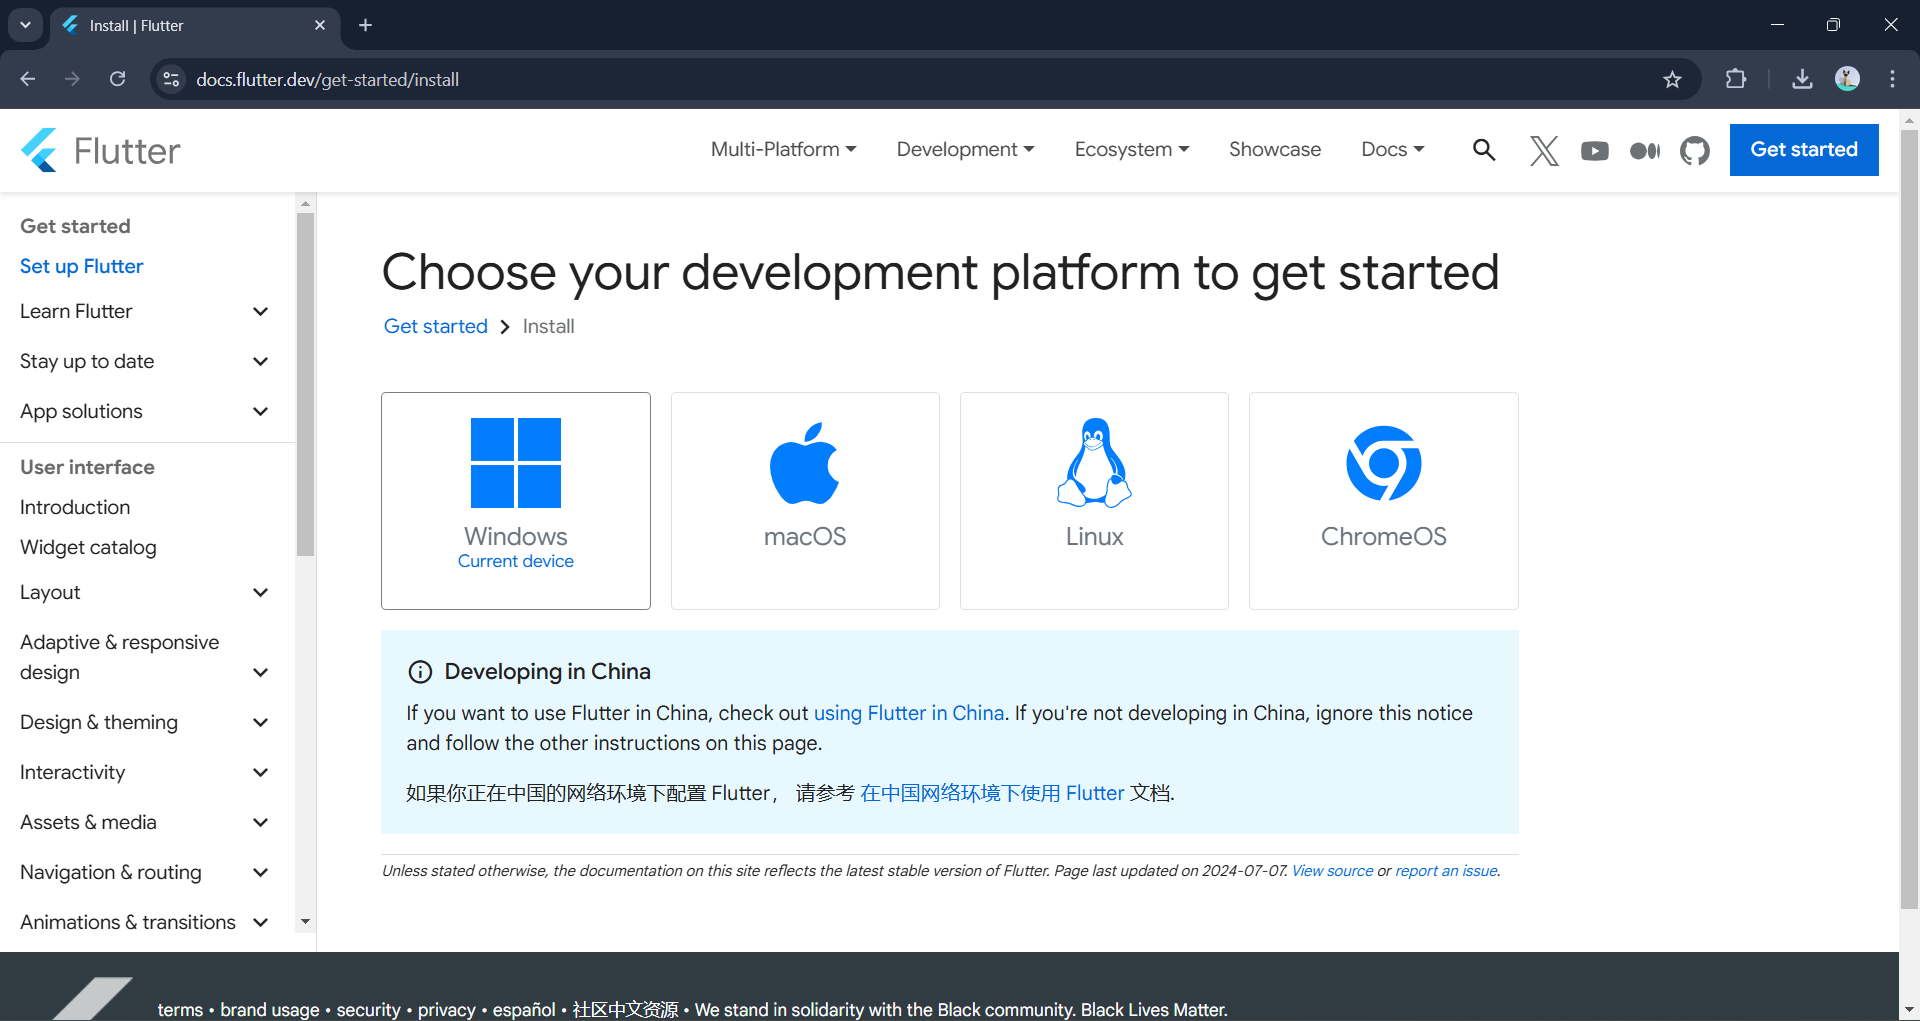 Install | Flutter
docs.flutter.dev/get-started/install
Flutter
Multi-Platform
Development
Ecosystem
Showcase
Docs
Get started
Get started
Set up Flutter
Learn Flutter
Stay up to date
App solutions
User interface
Introduction
Widget catalog
Layout
Adaptive & responsive
design
Design & theming
Interactivity
Assets & media
Navigation & routing
Animations & transitions
Choose your development platform to get started
Get started > Install
Windows
Current device
macOS
Linux
ChromeOS
Developing in China
If you want to use Flutter in China, check out using Flutter in China. If you're not developing in China, ignore this notice
and follow the other instructions on this page.
如果你正在中国的网络环境下配置 Flutter， 请参考 在中国网络环境下使用 Flutter 文档.
Unless stated otherwise, the documentation on this site reflects the latest stable version of Flutter. Page last updated on 2024-07-07. View source or report an issue.
terms • brand usage • security • privacy • español • 社区中文资源 • We stand in solidarity with the Black community. Black Lives Matter.